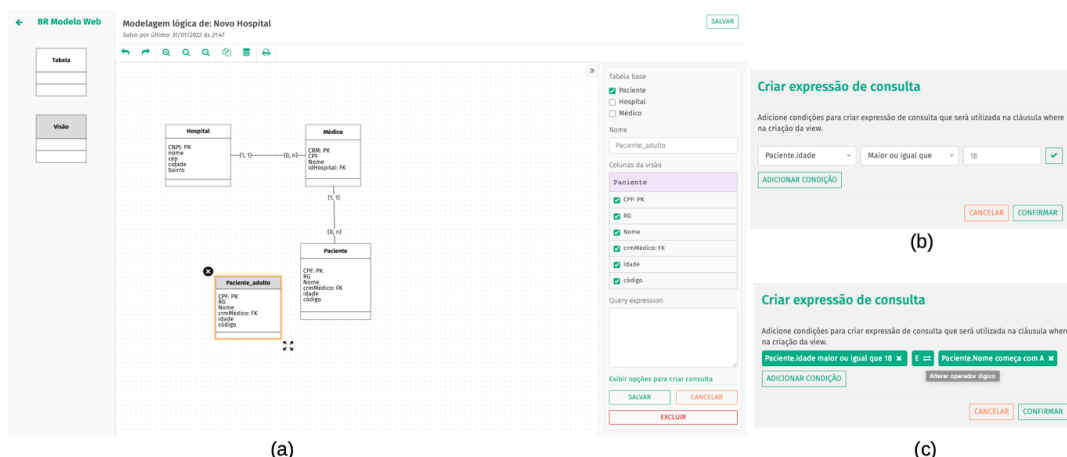 BR Modelo Web
Modelagem lógica de: Novo Hospital
Salvo por último: 31/01/2022 às 21:47
SALVAR
Tabela
Visão
Hospital
CNPJ: PK
nome
cep
cidade
bairro
(1, 1)
(0, n)
Médico
CRM: PK
CPF
Nome
idHospital: FK
(1, 1)
(0, n)
Paciente
CPF: PK
RG
Nome
crmMédico: FK
idade
código
Paciente_adulto
CPF: PK
RG
Nome
crmMédico: FK
idade
código
Tabela base
Paciente
Hospital
Médico
Nome
Paciente_adulto
Colunas da visão
Paciente
CPF: PK
RG
Nome
crmMédico: FK
idade
código
Query expression
Exibir opções para criar consulta
SALVAR
CANCELAR
EXCLUIR
(a)
Criar expressão de consulta
Adicione condições para criar expressão de consulta que será utilizada na cláusula where
na criação da view.
Paciente.idade
Maior ou igual que
18
ADICIONAR CONDIÇÃO
CANCELAR
CONFIRMAR
(b)
Criar expressão de consulta
Adicione condições para criar expressão de consulta que será utilizada na cláusula wher
na criação da view.
Paciente.idade maior ou igual que 18 ×
E ⇄
Paciente.Nome começa com A ×
ADICIONAR CONDIÇÃO
Alterar operador lógico
CANCELAR
CONFIRMAR
(c)